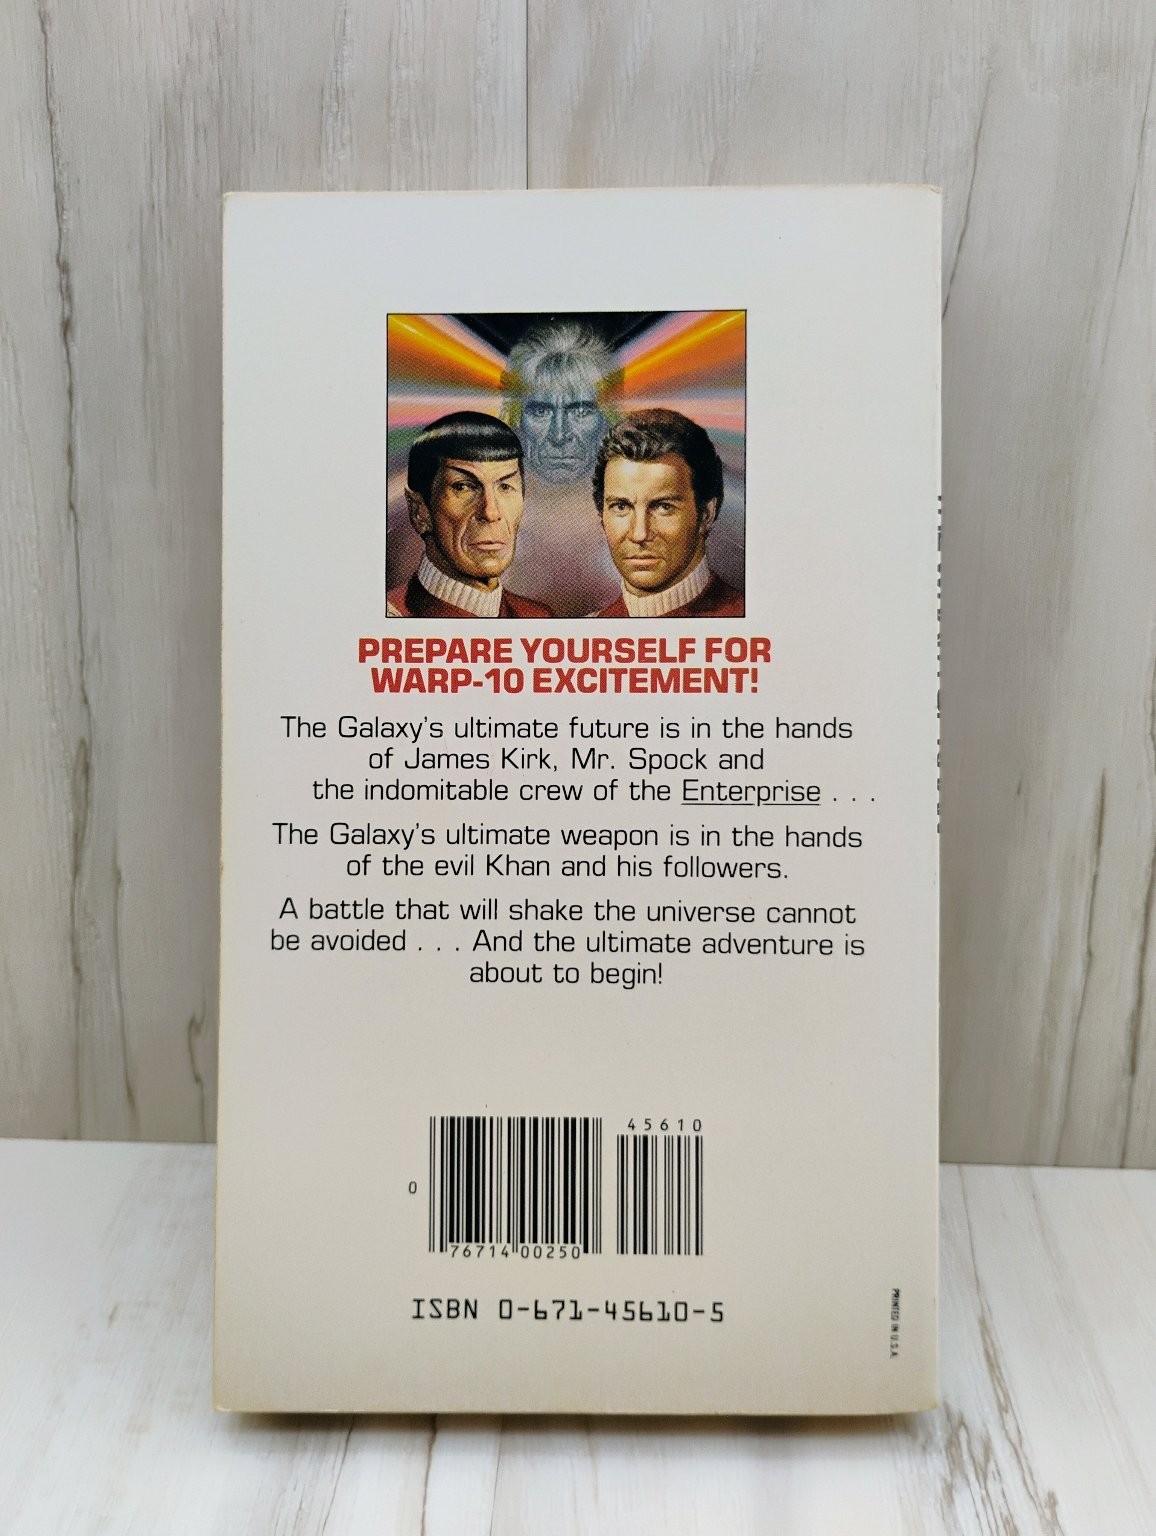 PREPARE YOURSELF FOR
WARP-10 EXCITEMENT!
The Galaxy's ultimate future is in the hands
of James Kirk, Mr. Spock and
the indomitable crew of the Enterprise . . .
The Galaxy's ultimate weapon is in the hands
of the evil Khan and his followers.
A battle that will shake the universe cannot
be avoided . . . And the ultimate adventure is
about to begin!
45610
0
76714 00250
ISBN 0-671-45610-5
PRINTED IN U.S.A.